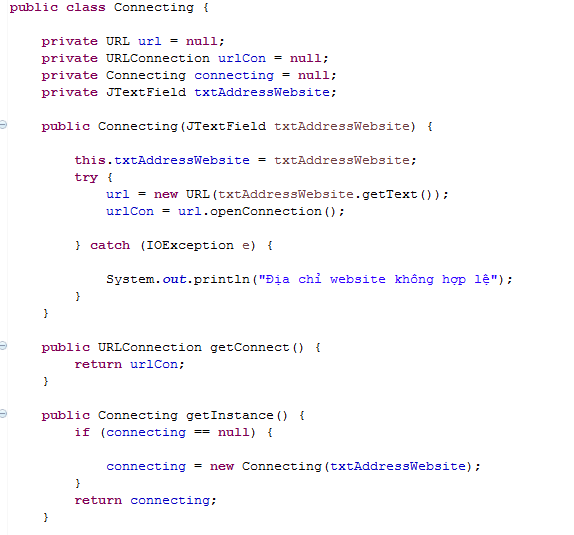 public class Connecting {
private URL url = null;
private URLConnection urlCon = null;
private Connecting connecting = null;
private JTextField txtAddressWebsite;
public Connecting(JTextField txtAddressWebsite) {
this.txtAddressWebsite = txtAddressWebsite;
try {
url = new URL(txtAddressWebsite.getText());
urlCon = url.openConnection();
} catch (IOException e) {
System.out.println("Địa chỉ website không hợp lệ");
}
}
public URLConnection getConnect() {
return urlCon;
}
public Connecting getInstance() {
if (connecting == null) {
connecting = new Connecting(txtAddressWebsite);
}
return connecting;
}